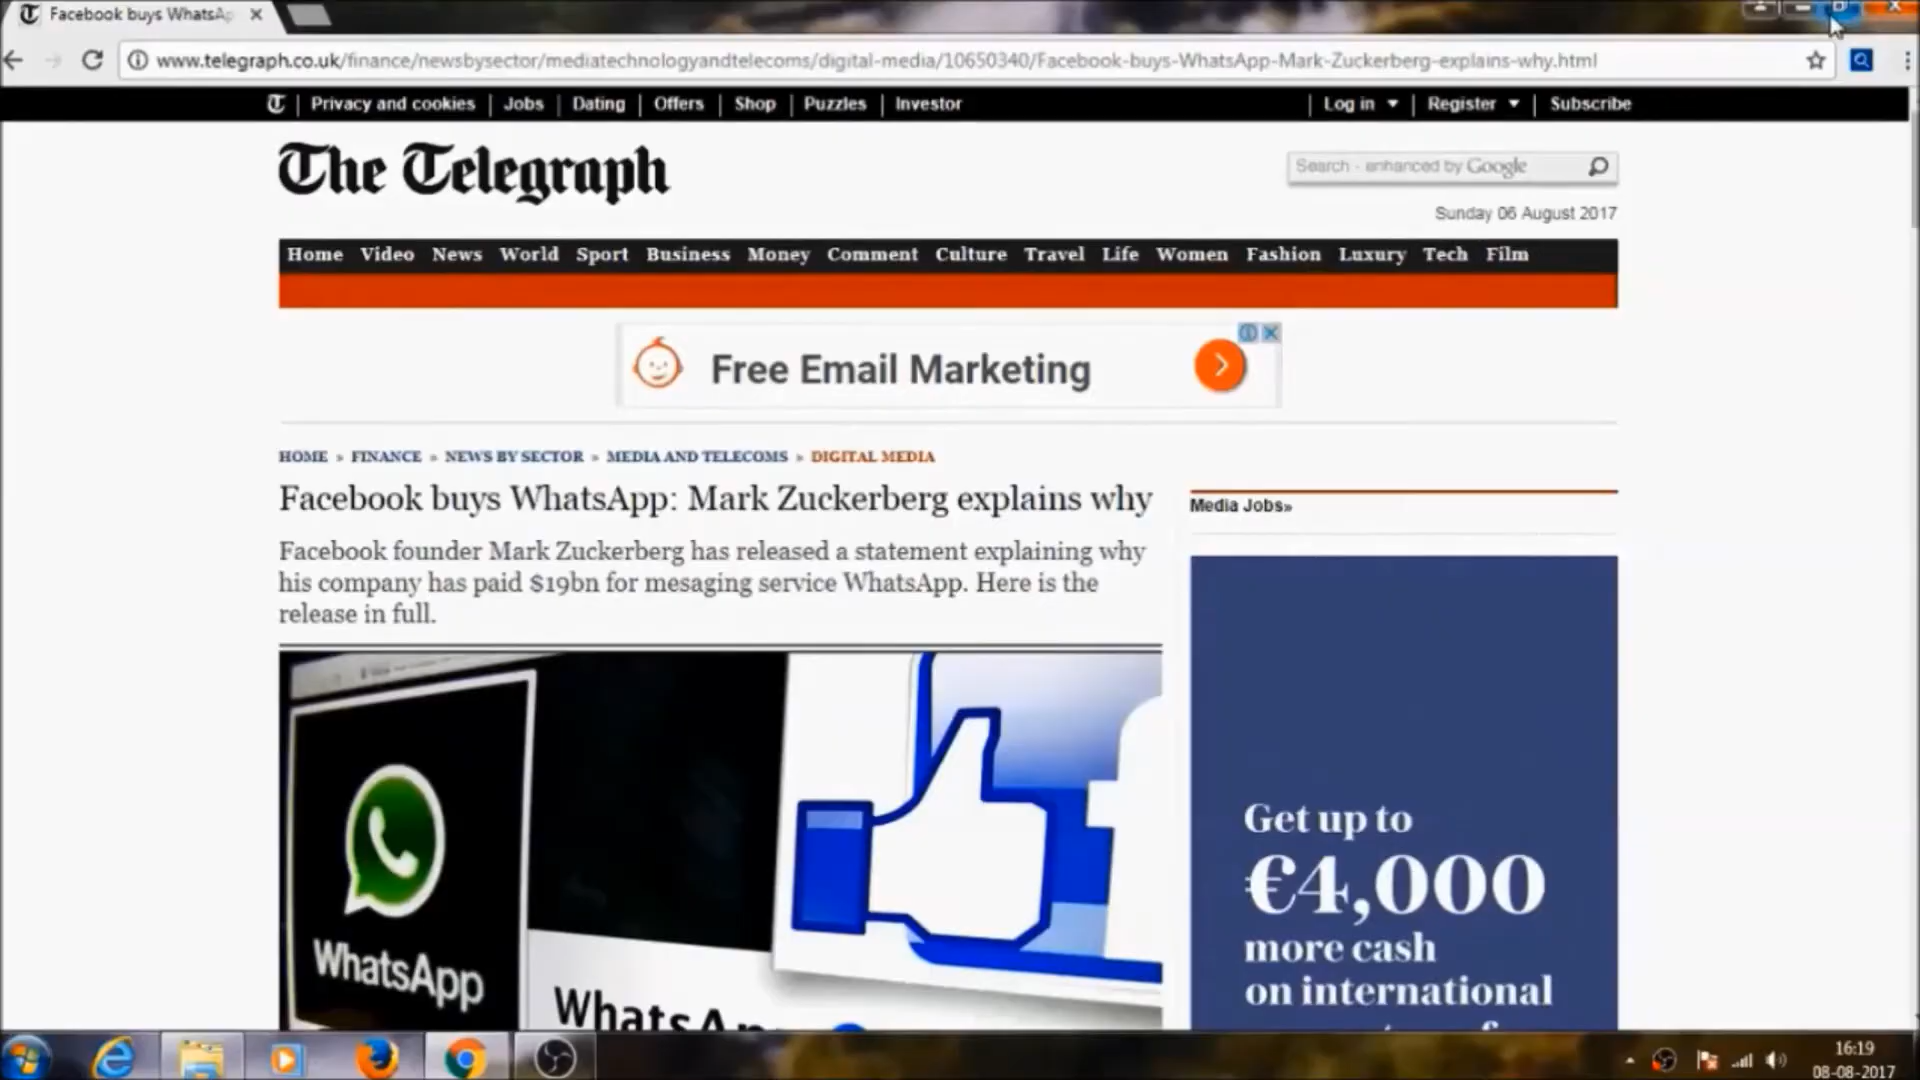 Facebook buys WhatsAp
www.telegraph.co.uk/finance/newsbysector/mediatechnologyandtelecoms/digital-media/10650340/Facebook-buys-WhatsApp-Mark-Zuckerberg-explains-why.html
Privacy and cookies Jobs Dating Offers Shop Puzzles Investor Log in Register Subscribe
The Telegraph
Search - enhanced by Google
Sunday 06 August 2017
Home Video News World Sport Business Money Comment Culture Travel Life Women Fashion Luxury Tech Film
Free Email Marketing
HOME » FINANCE » NEWS BY SECTOR » MEDIA AND TELECOMS » DIGITAL MEDIA
Facebook buys WhatsApp: Mark Zuckerberg explains why
Facebook founder Mark Zuckerberg has released a statement explaining why
his company has paid $19bn for mesaging service WhatsApp. Here is the
release in full.
Media Jobs»
WhatsApp
WhatsAp
Get up to
€4,000
more cash
on international
16:19
08-08-2017